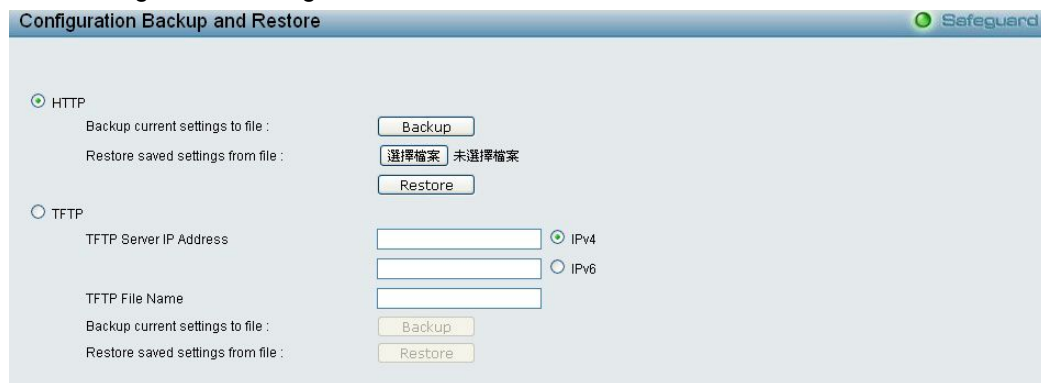 Configuration Backup and Restore Safeguard
HTTP
Backup current settings to file : Backup
Restore saved settings from file : 選擇檔案 未選擇檔案
Restore
TFTP
TFTP Server IP Address IPv4
IPv6
TFTP File Name
Backup current settings to file : Backup
Restore saved settings from file : Restore